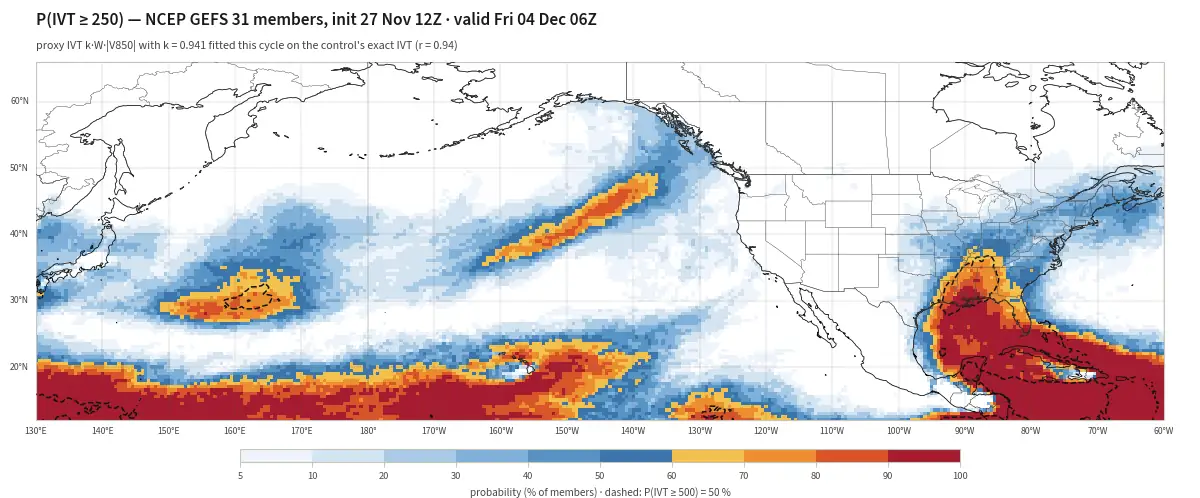 P(IVT ≥ 250) — NCEP GEFS 31 members, init 27 Nov 12Z · valid Fri 04 Dec 06Z
proxy IVT k·W·|V850| with k = 0.941 fitted this cycle on the control's exact IVT (r = 0.94)
60°N
50°N
40°N
30°N
20°N
130°E 140°E 150°E 160°E 170°E 180° 170°W 160°W 150°W 140°W 130°W 120°W 110°W 100°W 90°W 80°W 70°W 60°W
5 10 20 30 40 50 60 70 80 90 100
probability (% of members) · dashed: P(IVT ≥ 500) = 50 %